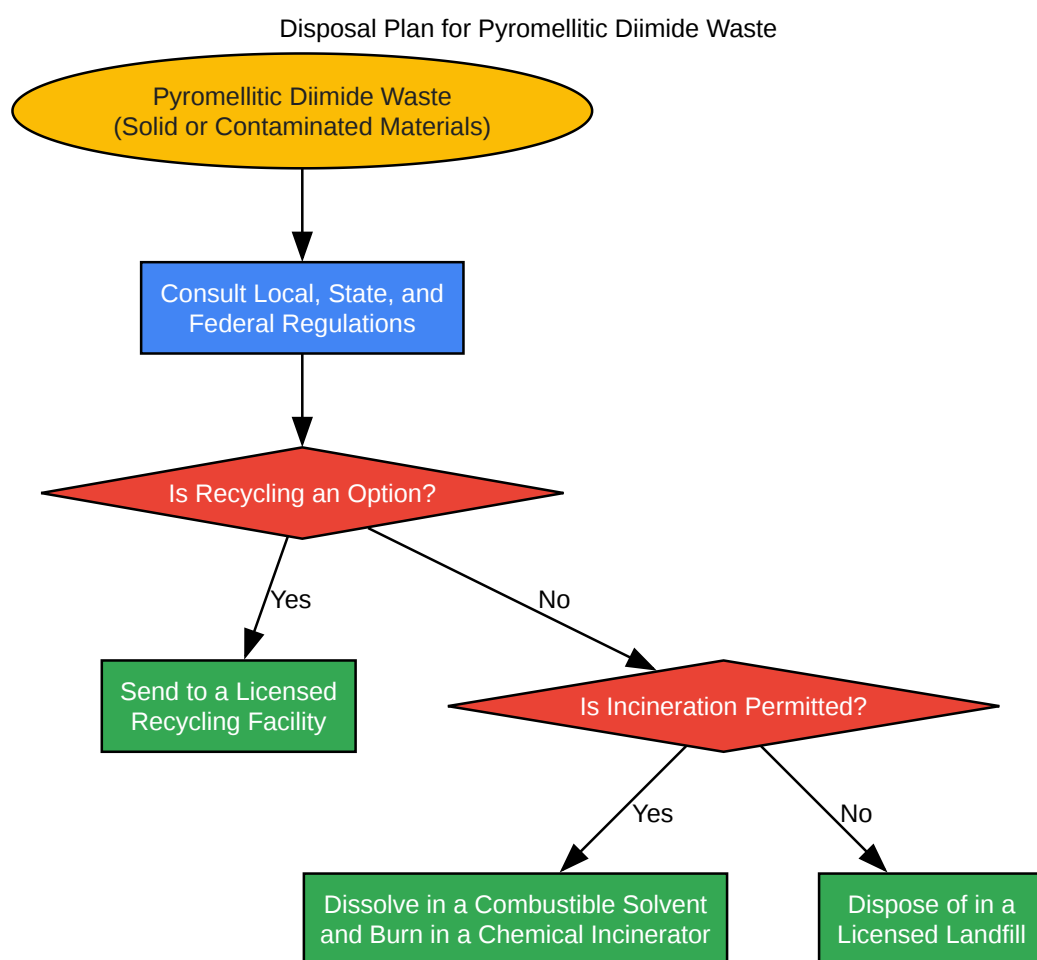 Disposal Plan for Pyromellitic Diimide Waste
Pyromellitic Diimide Waste
(Solid or Contaminated Materials)
Consult Local, State, and
Federal Regulations
Is Recycling an Option?
Yes
No
Send to a Licensed
Recycling Facility
Is Incineration Permitted?
Yes
No
Dissolve in a Combustible Solvent
and Burn in a Chemical Incinerator
Dispose of in a
Licensed Landfill